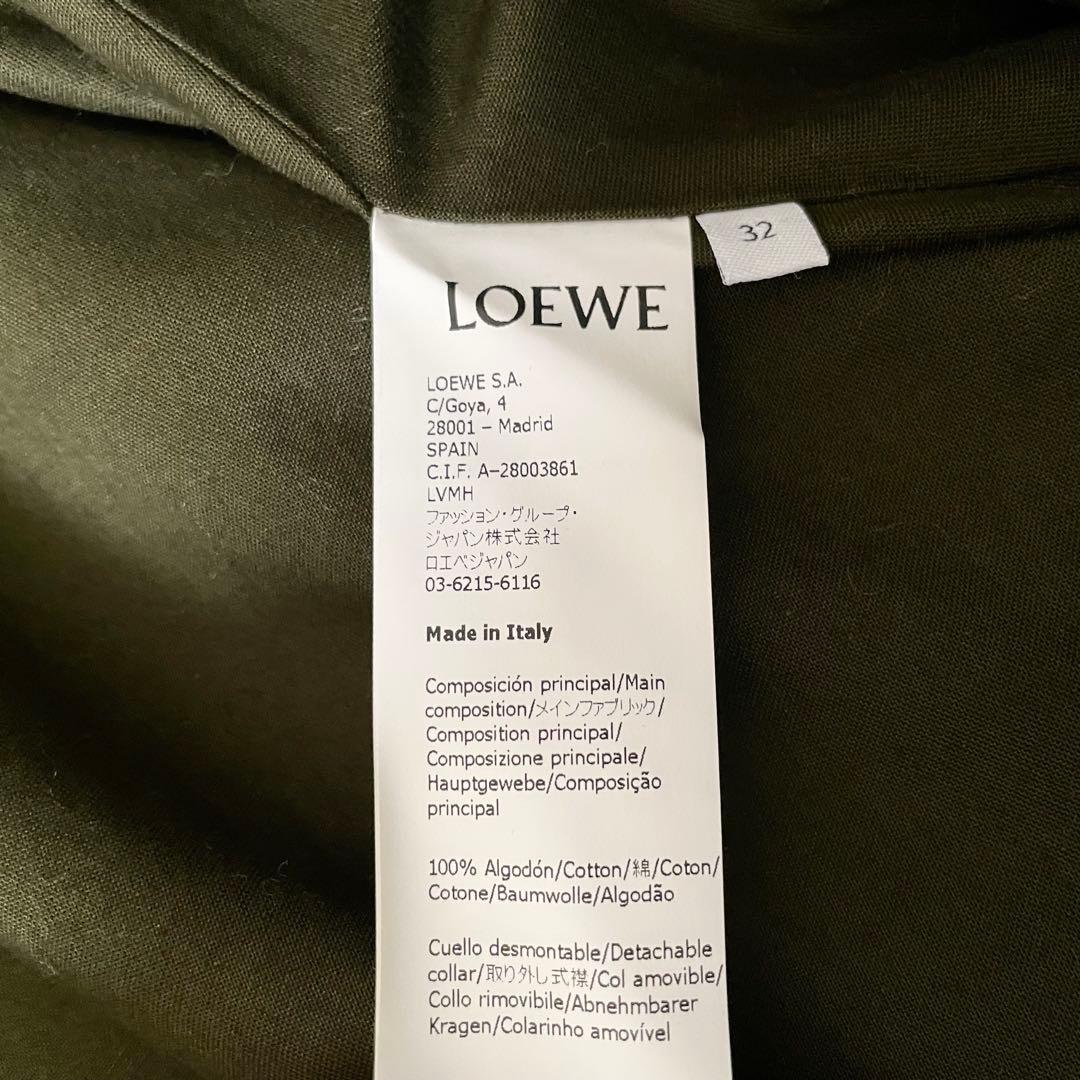 32
LOEWE
LOEWE S.A.
C/Goya, 4
28001 – Madrid
SPAIN
C.I.F. A–28003861
LVMH
ファッション・グループ・
ジャパン株式会社
ロエベジャパン
03-6215-6116
Made in Italy
Composición principal/Main
composition/メインファブリック/
Composition principal/
Composizione principale/
Hauptgewebe/Composição
principal
100% Algodón/Cotton/綿/Coton/
Cotone/Baumwolle/Algodão
Cuello desmontable/Detachable
collar/取り外し式襟/Col amovible/
Collo rimovibile/Abnehmbarer
Kragen/Colarinho amovível